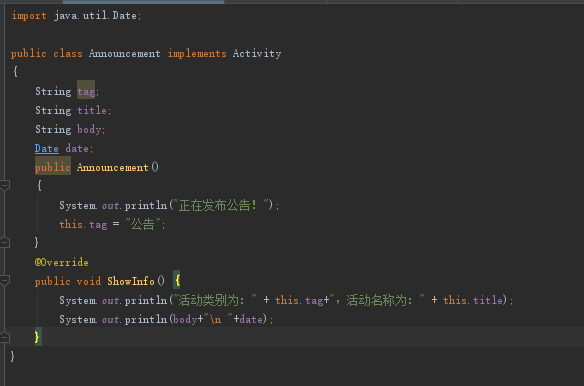 import java.util.Date;
public class Announcement implements Activity
{
String tag;
String title;
String body;
Date date;
public Announcement()
{
System.out.println("正在发布公告！");
this.tag = "公告";
}
@Override
public void ShowInfo() {
System.out.println("活动类别为：" + this.tag+"，活动名称为：" + this.title);
System.out.println(body+"\n "+date);
}
}